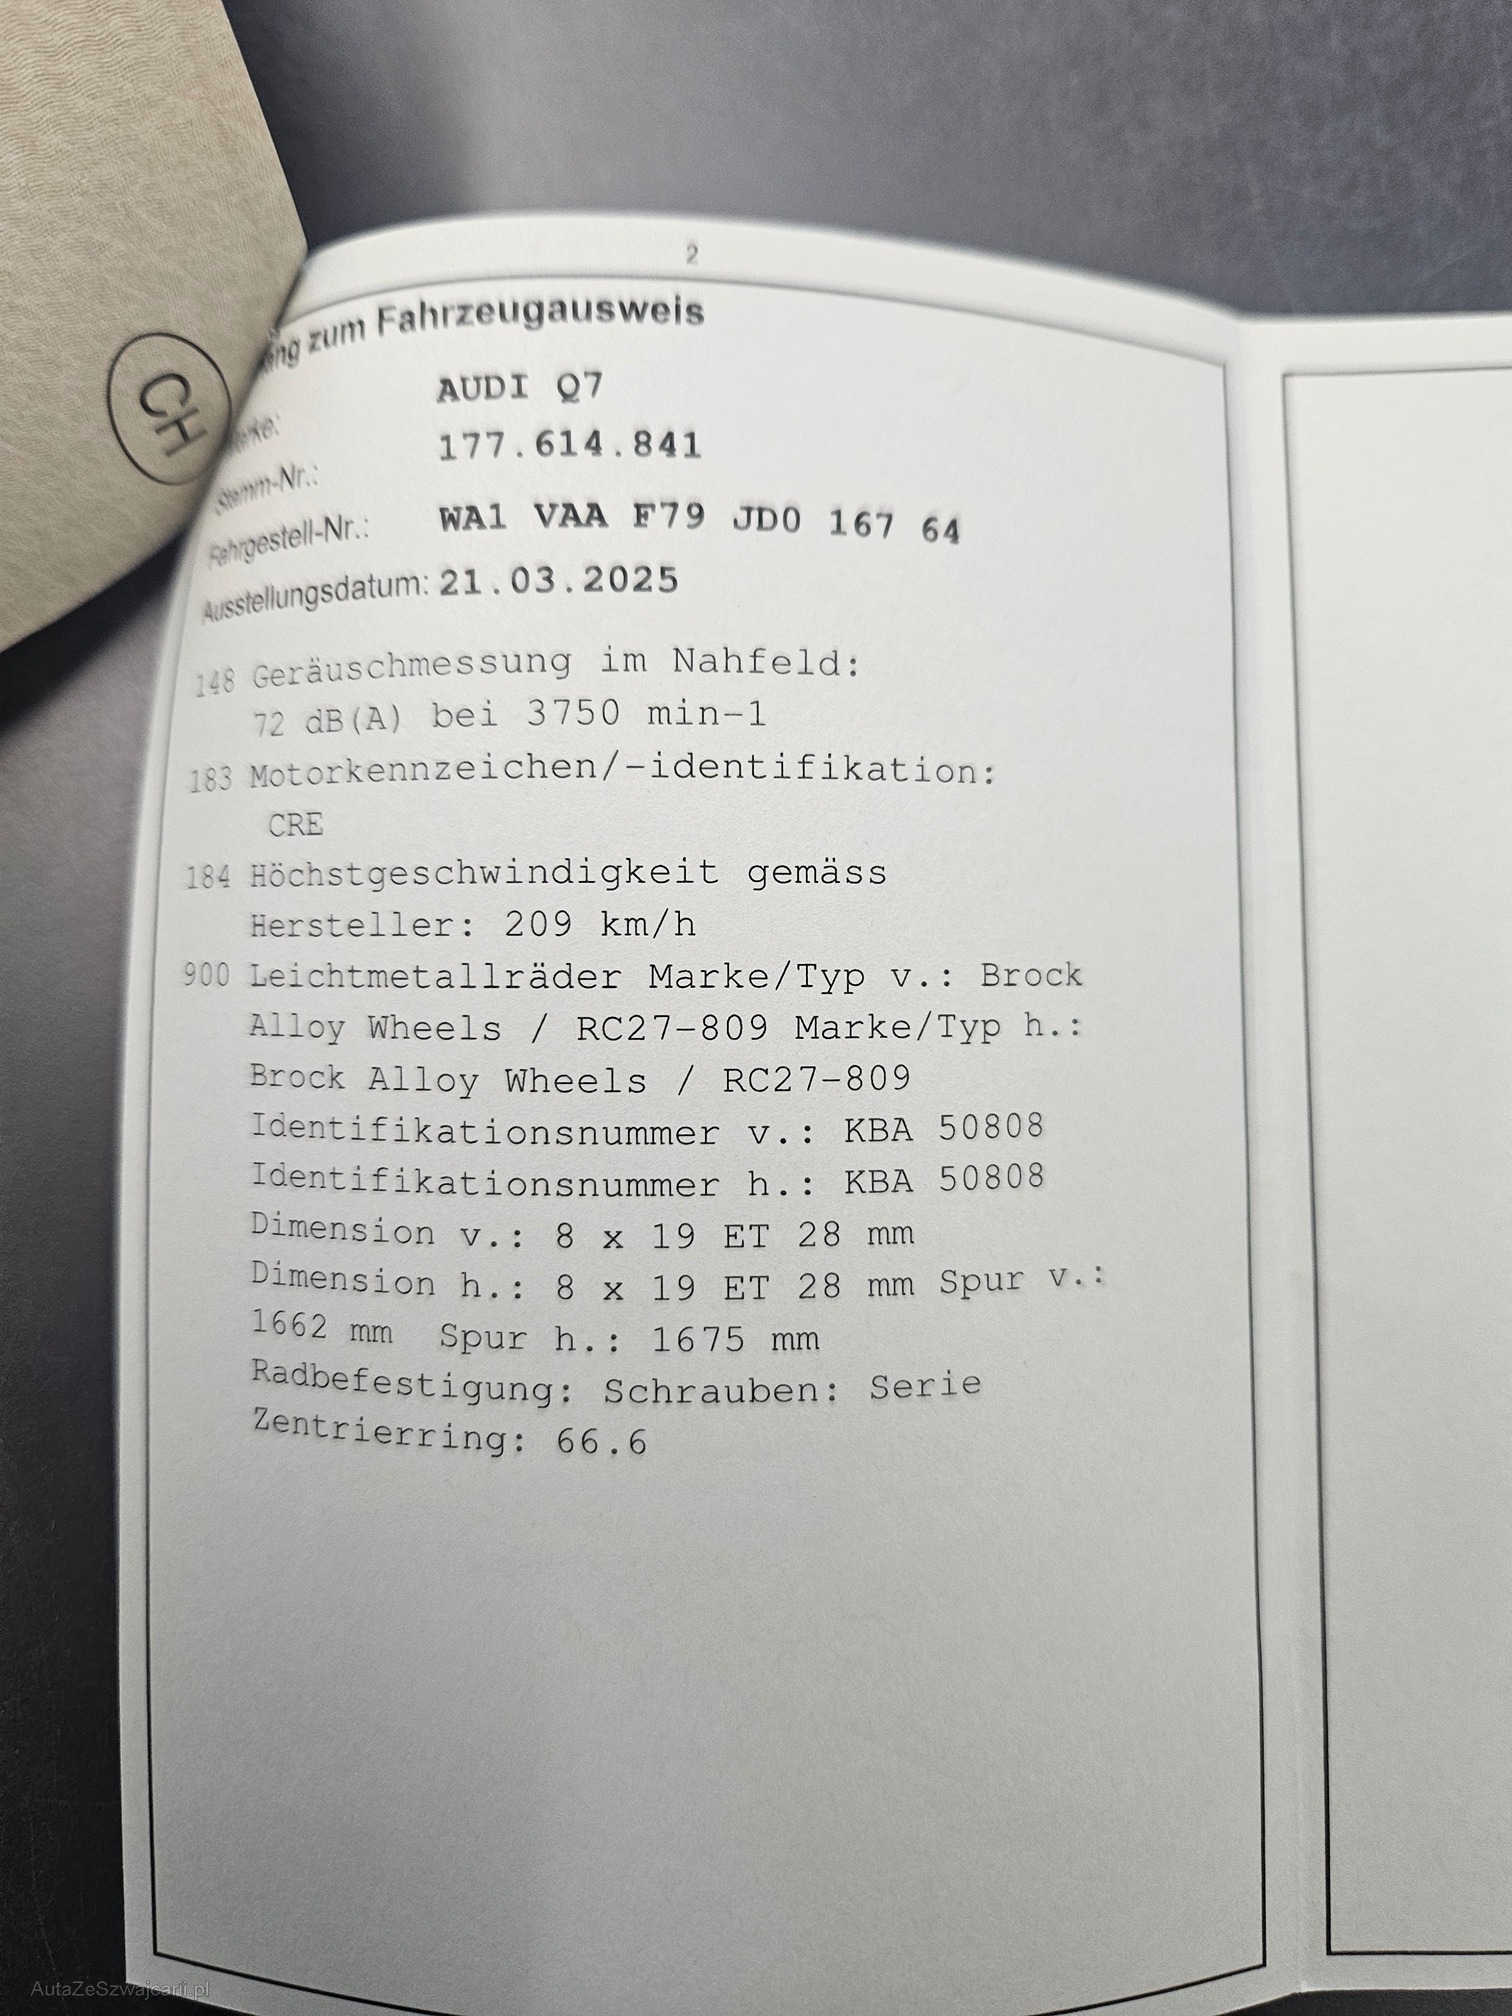 2
zum Fahrzeugausweis
CH
AUDI Q7
Stamm-Nr.: 177.614.841
Fahrgestell-Nr.: WA1 VAA F79 JD0 167 64
Ausstellungsdatum: 21.03.2025
148 Geräuschmessung im Nahfeld:
72 dB(A) bei 3750 min-1
183 Motorkennzeichen/-identifikation:
CRE
184 Höchstgeschwindigkeit gemäss
Hersteller: 209 km/h
900 Leichtmetallräder Marke/Typ v.: Brock
Alloy Wheels / RC27-809 Marke/Typ h.:
Brock Alloy Wheels / RC27-809
Identifikationsnummer v.: KBA 50808
Identifikationsnummer h.: KBA 50808
Dimension v.: 8 x 19 ET 28 mm
Dimension h.: 8 x 19 ET 28 mm Spur v.:
1662 mm Spur h.: 1675 mm
Radbefestigung: Schrauben: Serie
Zentrierring: 66.6
AutaZeSzwajcarii.pl